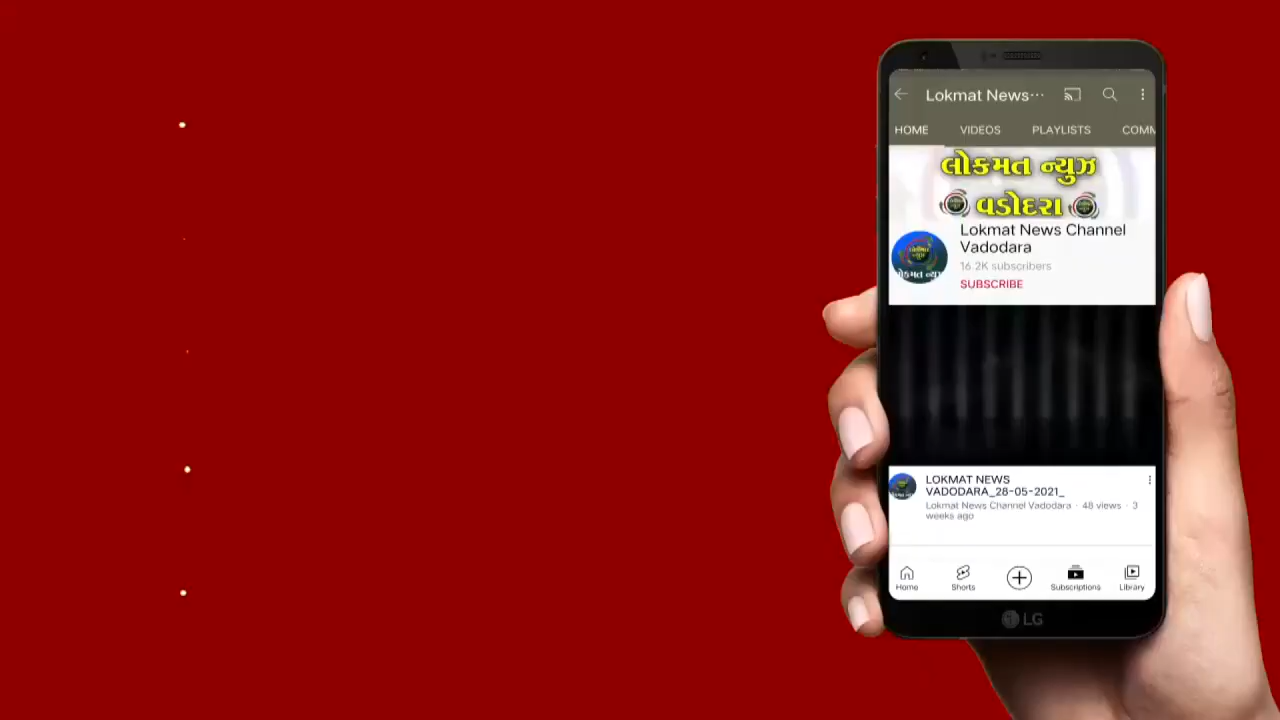 Lokmat News···
HOME VIDEOS PLAYLISTS COMM
લોકમત ન્યુઝ
વડોદરા
Lokmat News Channel
Vadodara
16.2K subscribers
SUBSCRIBE
LOKMAT NEWS
VADODARA_28-05-2021_
Lokmat News Channel Vadodara · 48 views · 3
weeks ago
Home Shorts Subscriptions Library
LG